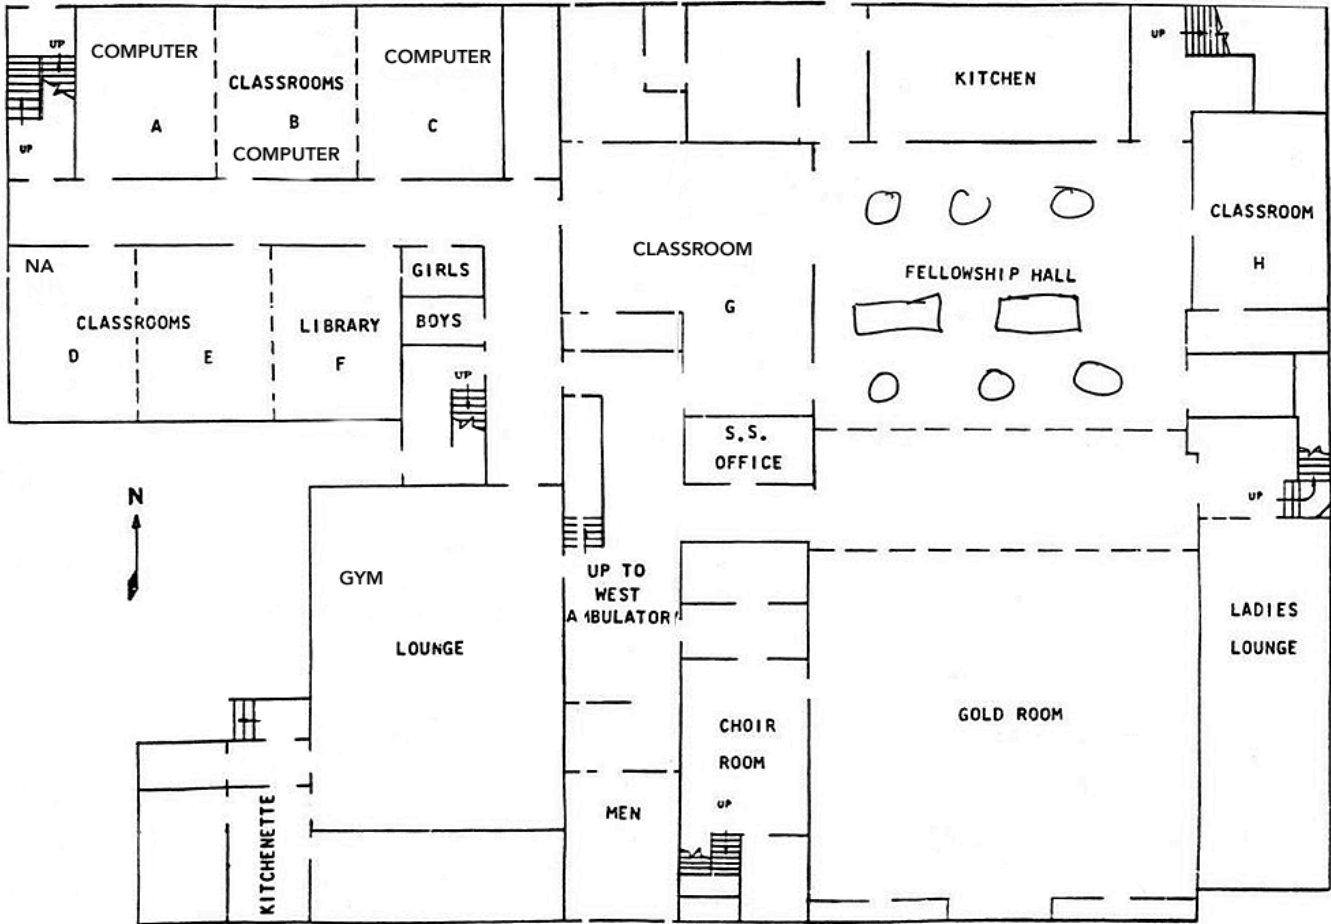 UP
COMPUTER
A
UP
CLASSROOMS
B
COMPUTER
COMPUTER
C
KITCHEN
UP
CLASSROOM
H
NA
CLASSROOMS
D
E
LIBRARY
F
GIRLS
BOYS
UP
CLASSROOM
G
FELLOWSHIP HALL
S.S.
OFFICE
UP
N
GYM
LOUNGE
UP TO
WEST
AMBULATORY
LADIES
LOUNGE
GOLD ROOM
CHOIR
ROOM
UP
MEN
KITCHENETTE